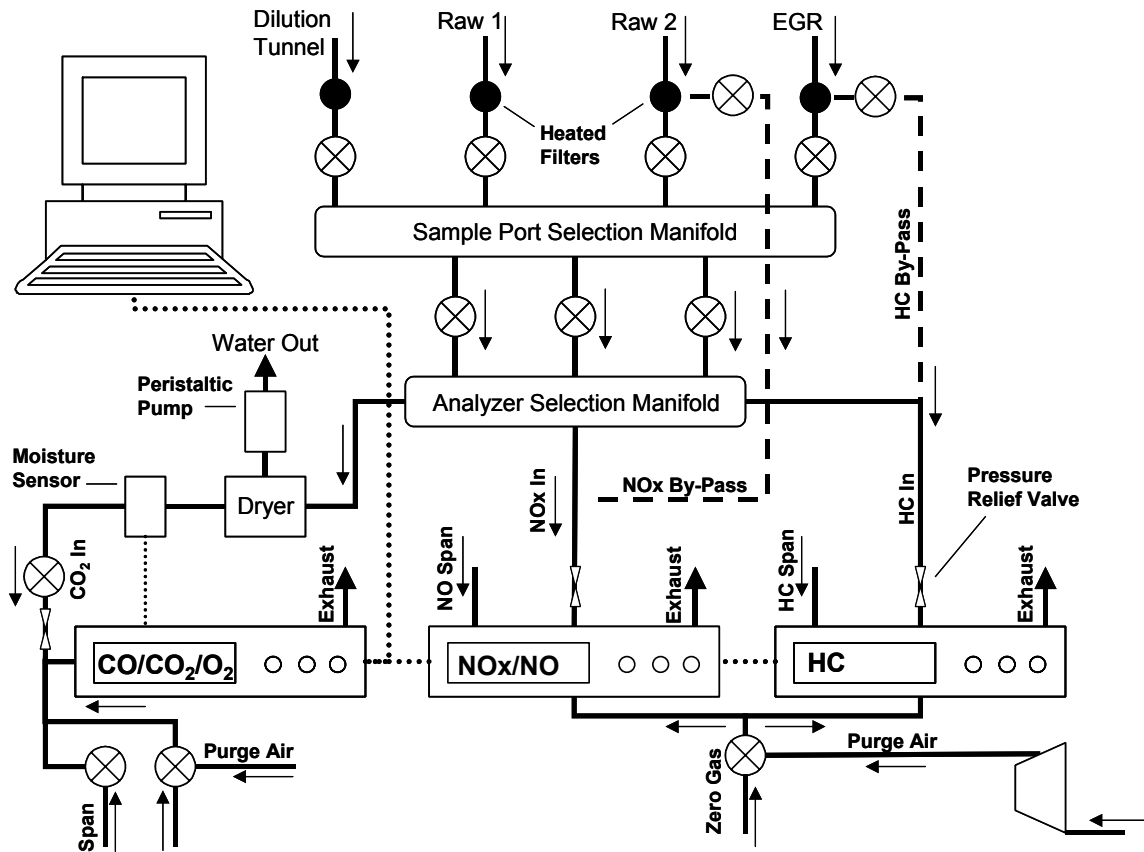 Dilution
Tunnel
Raw 1
Raw 2
EGR
Heated
Filters
Sample Port Selection Manifold
HC By-Pass
Water Out
Peristaltic
Pump
Analyzer Selection Manifold
Moisture
Sensor
Dryer
NOx By-Pass
NOx In
HC In
Pressure
Relief Valve
CO₂ In
Exhaust
NO Span
Exhaust
HC Span
Exhaust
CO/CO₂/O₂
NOx/NO
HC
Purge Air
Purge Air
Span
Zero Gas